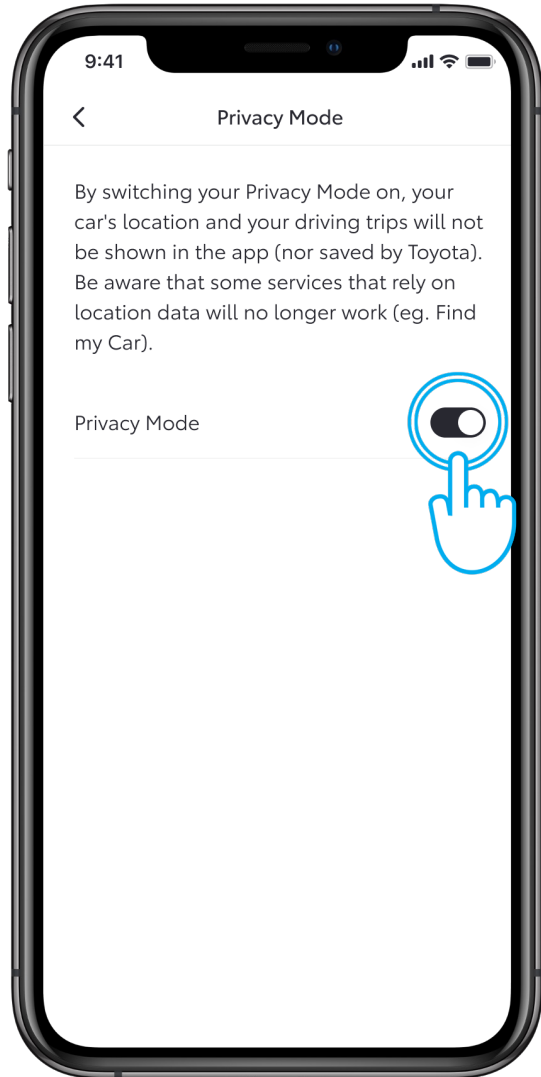 9:41
Privacy Mode
By switching your Privacy Mode on, your
car's location and your driving trips will not
be shown in the app (nor saved by Toyota).
Be aware that some services that rely on
location data will no longer work (eg. Find
my Car).
Privacy Mode